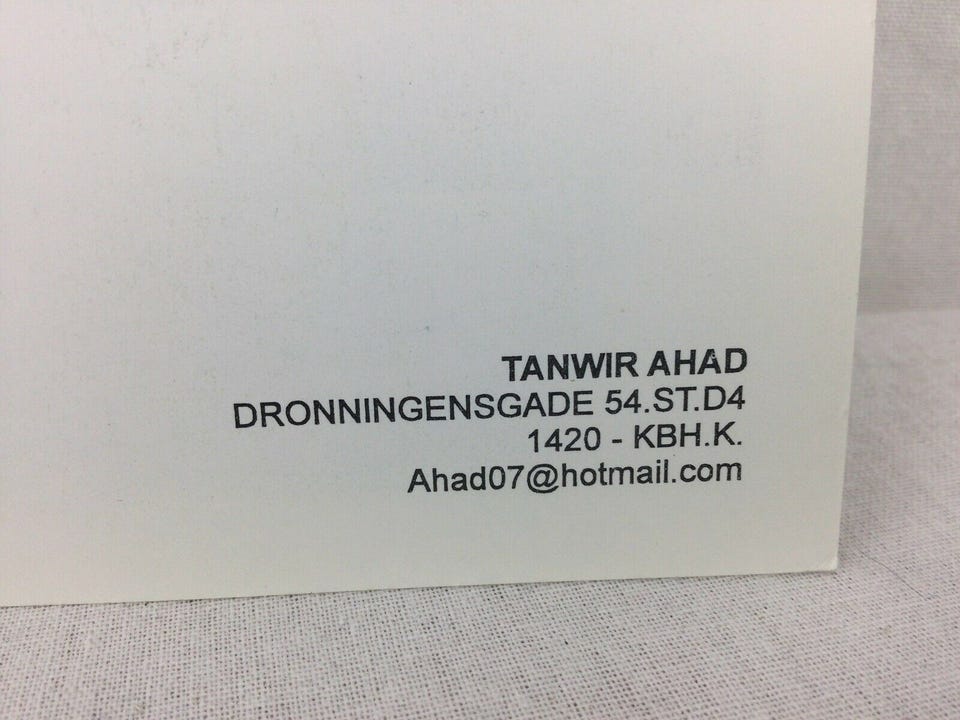 TANWIR AHAD
DRONNINGENSGADE 54.ST.D4
1420 - KBH.K.
Ahad07@hotmail.com